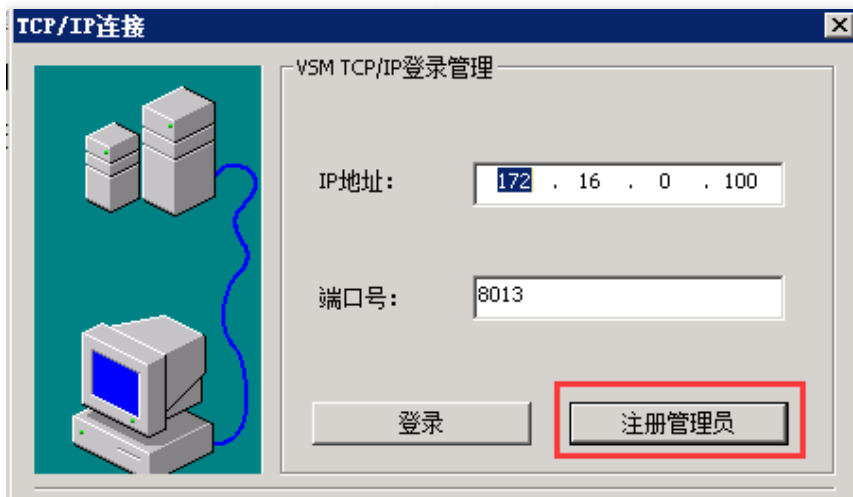 TCP/IP连接
VSM TCP/IP登录管理
IP地址: 172 . 16 . 0 . 100
端口号: 8013
登录 注册管理员